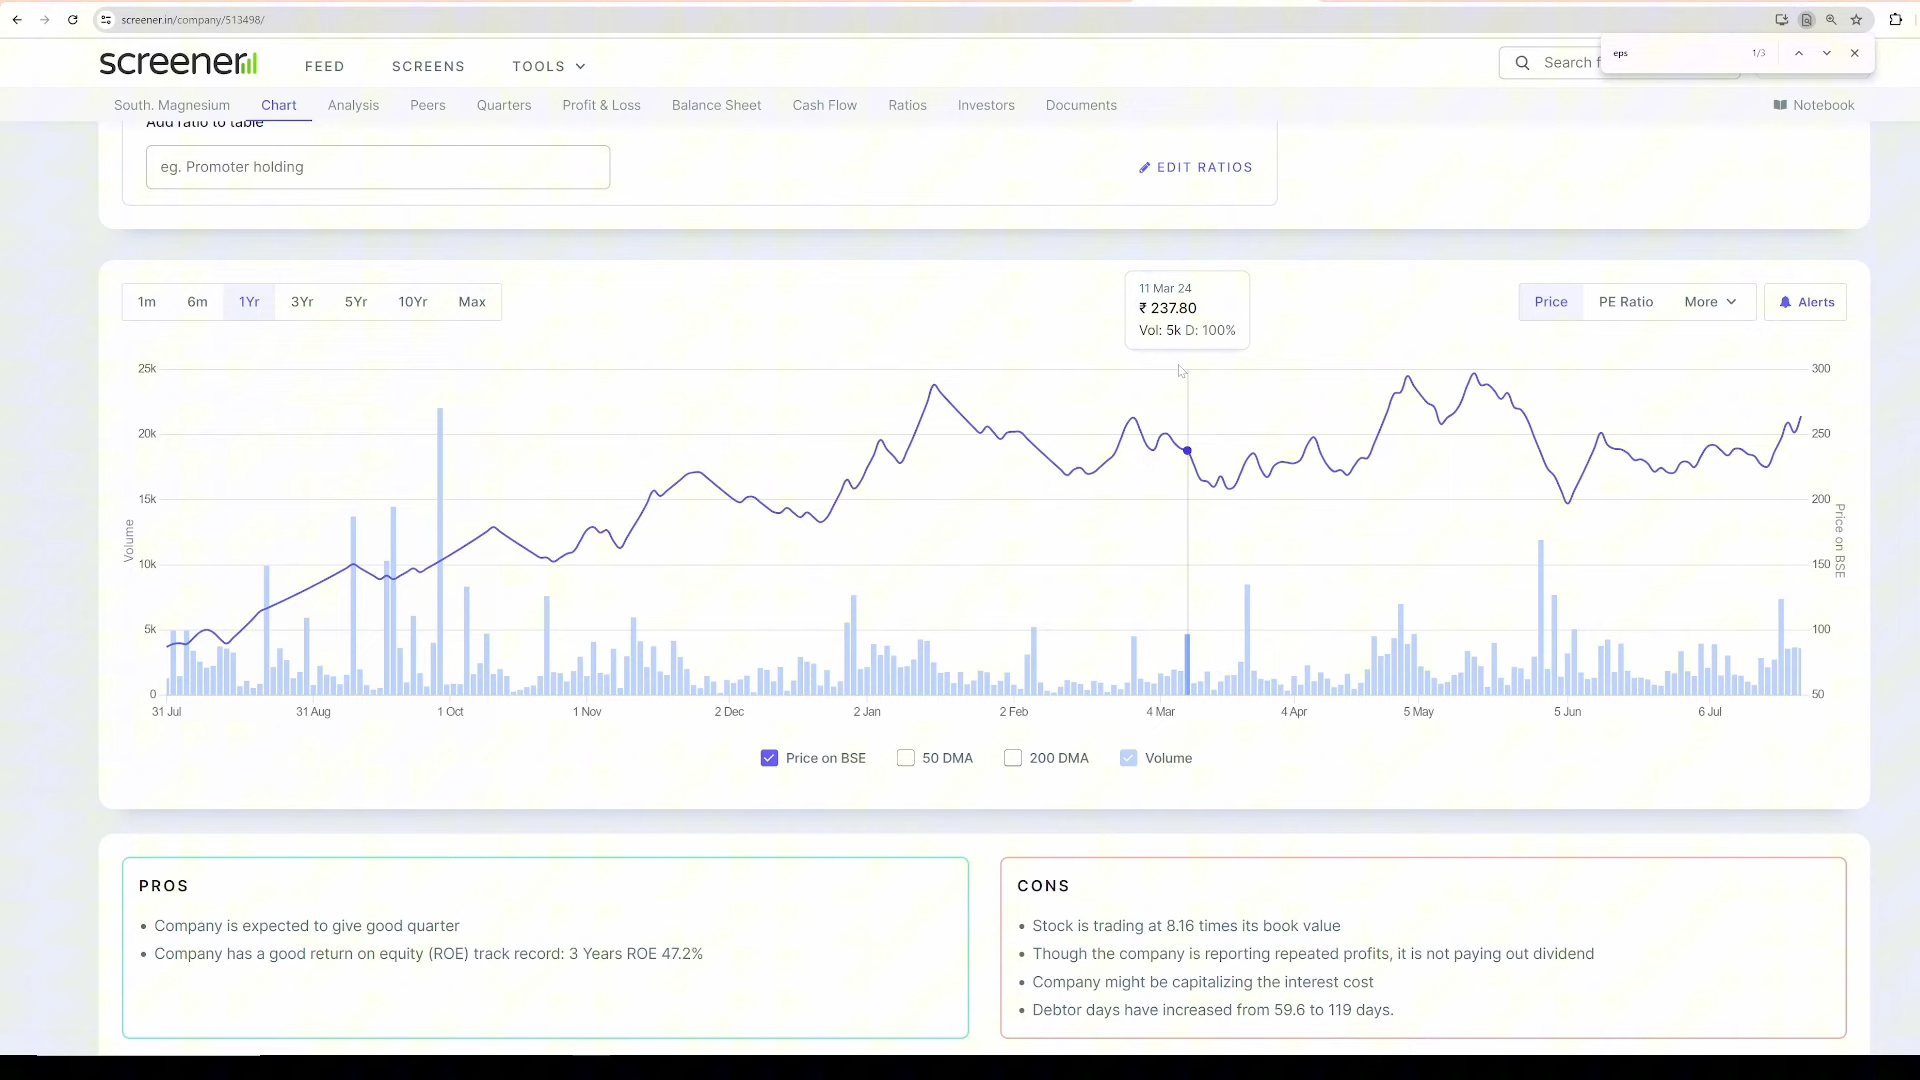 screener.in/company/513498/
eps
1/3
screener
FEED
SCREENS
TOOLS
Search f
South. Magnesium
Chart
Analysis
Peers
Quarters
Profit & Loss
Balance Sheet
Cash Flow
Ratios
Investors
Documents
Notebook
Add ratio to table
eg. Promoter holding
EDIT RATIOS
1m
6m
1Yr
3Yr
5Yr
10Yr
Max
11 Mar 24
₹ 237.80
Vol: 5k D: 100%
Price
PE Ratio
More
Alerts
25k
20k
15k
10k
5k
0
Volume
300
250
200
150
100
50
Price on BSE
31 Jul
31 Aug
1 Oct
1 Nov
2 Dec
2 Jan
2 Feb
4 Mar
4 Apr
5 May
5 Jun
6 Jul
Price on BSE
50 DMA
200 DMA
Volume
PROS
Company is expected to give good quarter
Company has a good return on equity (ROE) track record: 3 Years ROE 47.2%
CONS
Stock is trading at 8.16 times its book value
Though the company is reporting repeated profits, it is not paying out dividend
Company might be capitalizing the interest cost
Debtor days have increased from 59.6 to 119 days.